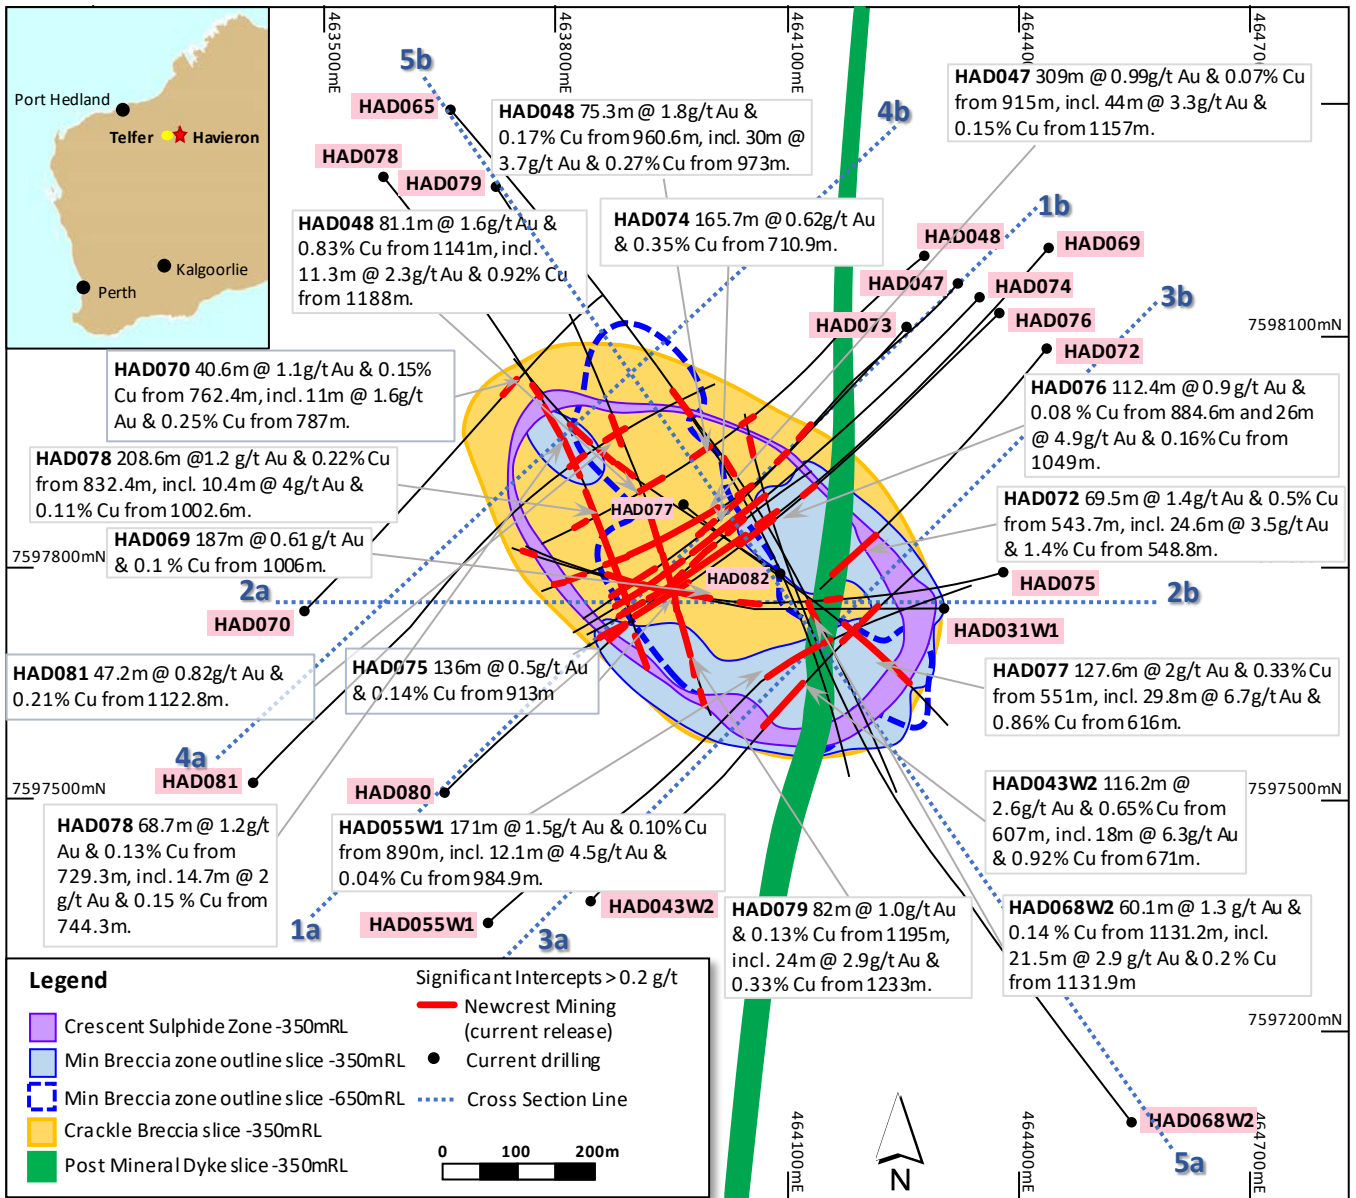 463500mE
463800mE
464100mE
464400mE
46470
Port Hedland
Telfer
Havieron
Kalgoorlie
Perth
5b
HAD065
HAD078
HAD079
HAD048 75.3m @ 1.8g/t Au &
0.17% Cu from 960.6m, incl. 30m @
3.7g/t Au & 0.27% Cu from 973m.
4b
HAD047 309m @ 0.99g/t Au & 0.07% Cu
from 915m, incl. 44m @ 3.3g/t Au &
0.15% Cu from 1157m.
HAD048 81.1m @ 1.6g/t Au &
0.83% Cu from 1141m, incl.
11.3m @ 2.3g/t Au & 0.92% Cu
from 1188m.
HAD074 165.7m @ 0.62g/t Au
& 0.35% Cu from 710.9m.
1b
HAD048
HAD069
HAD047
HAD074
HAD073
HAD076
3b
7598100mN
HAD072
HAD070 40.6m @ 1.1g/t Au & 0.15%
Cu from 762.4m, incl. 11m @ 1.6g/t
Au & 0.25% Cu from 787m.
HAD076 112.4m @ 0.9 g/t Au &
0.08 % Cu from 884.6m and 26m
@ 4.9g/t Au & 0.16% Cu from
1049m.
HAD078 208.6m @1.2 g/t Au & 0.22% Cu
from 832.4m, incl. 10.4m @ 4g/t Au &
0.11% Cu from 1002.6m.
HAD077
HAD072 69.5m @ 1.4g/t Au & 0.5% Cu
from 543.7m, incl. 24.6m @ 3.5g/t Au
& 1.4% Cu from 548.8m.
7597800mN
HAD069 187m @ 0.61 g/t Au
& 0.1 % Cu from 1006m.
HAD082
HAD075
2a
2b
HAD070
HAD031W1
HAD081 47.2m @ 0.82g/t Au &
0.21% Cu from 1122.8m.
HAD075 136m @ 0.5g/t Au
& 0.14% Cu from 913m
HAD077 127.6m @ 2g/t Au & 0.33% Cu
from 551m, incl. 29.8m @ 6.7g/t Au &
0.86% Cu from 616m.
4a
HAD081
HAD080
7597500mN
7597500mN
HAD043W2 116.2m @
2.6g/t Au & 0.65% Cu from
607m, incl. 18m @ 6.3g/t Au
& 0.92% Cu from 671m.
HAD078 68.7m @ 1.2g/t
Au & 0.13% Cu from
729.3m, incl. 14.7m @ 2
g/t Au & 0.15 % Cu from
744.3m.
HAD055W1 171m @ 1.5g/t Au & 0.10% Cu
from 890m, incl. 12.1m @ 4.5g/t Au &
0.04% Cu from 984.9m.
1a
HAD055W1
HAD043W2
3a
HAD079 82m @ 1.0g/t Au
& 0.13% Cu from 1195m,
incl. 24m @ 2.9g/t Au &
0.33% Cu from 1233m.
HAD068W2 60.1m @ 1.3 g/t Au &
0.14 % Cu from 1131.2m, incl.
21.5m @ 2.9 g/t Au & 0.2% Cu
from 1131.9m
7597200mN
HAD068W2
5a
464100mE
464400mE
464700mE
N
Legend
Crescent Sulphide Zone -350mRL
Min Breccia zone outline slice -350mRL
Min Breccia zone outline slice -650mRL
Crackle Breccia slice -350mRL
Post Mineral Dyke slice -350mRL
Significant Intercepts > 0.2 g/t
Newcrest Mining
(current release)
Current drilling
Cross Section Line
0 100 200m